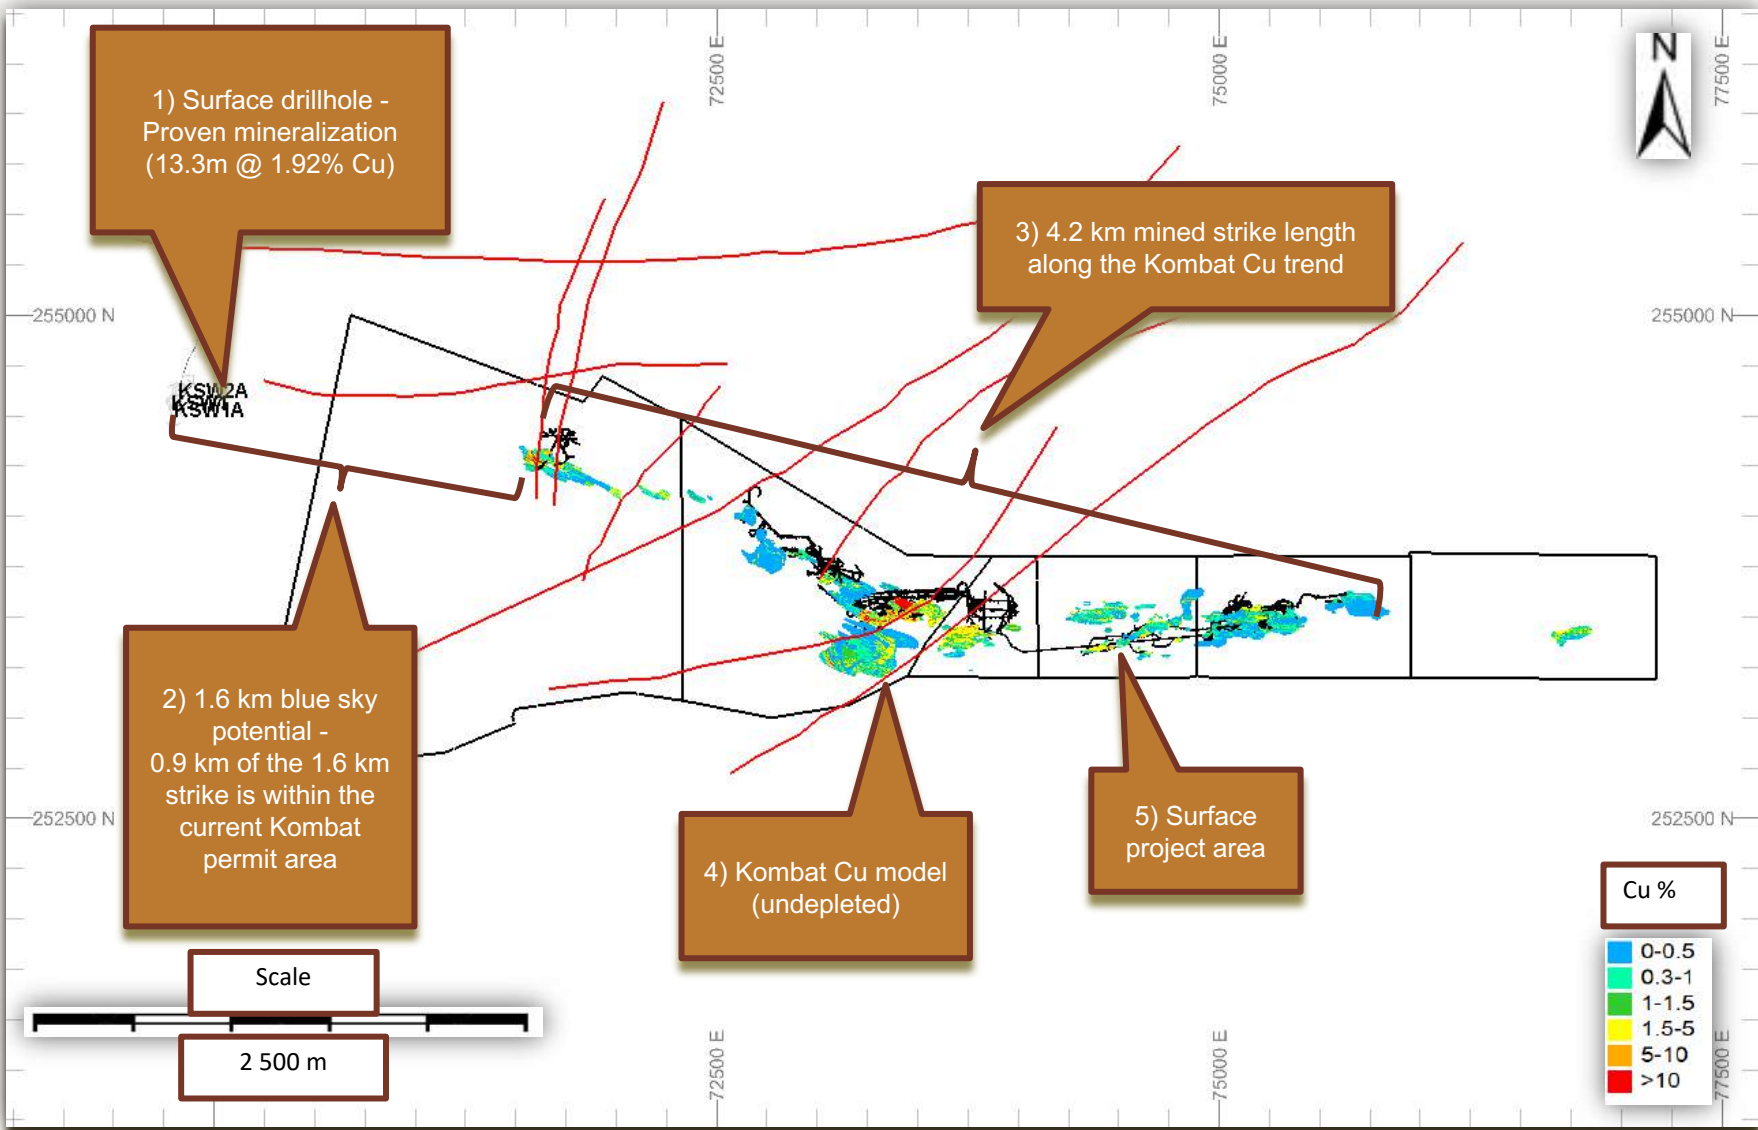 1) Surface drillhole -
Proven mineralization
(13.3m @ 1.92% Cu)
72500 E
75000 E
77500 E
N
3) 4.2 km mined strike length
along the Kombat Cu trend
255000 N
255000 N
KSW2A
KSW1A
2) 1.6 km blue sky
potential -
0.9 km of the 1.6 km
strike is within the
current Kombat
permit area
252500 N
252500 N
4) Kombat Cu model
(undepleted)
5) Surface
project area
Cu %
0-0.5
0.3-1
1-1.5
1.5-5
5-10
>10
Scale
2 500 m
72500 E
75000 E
77500 E